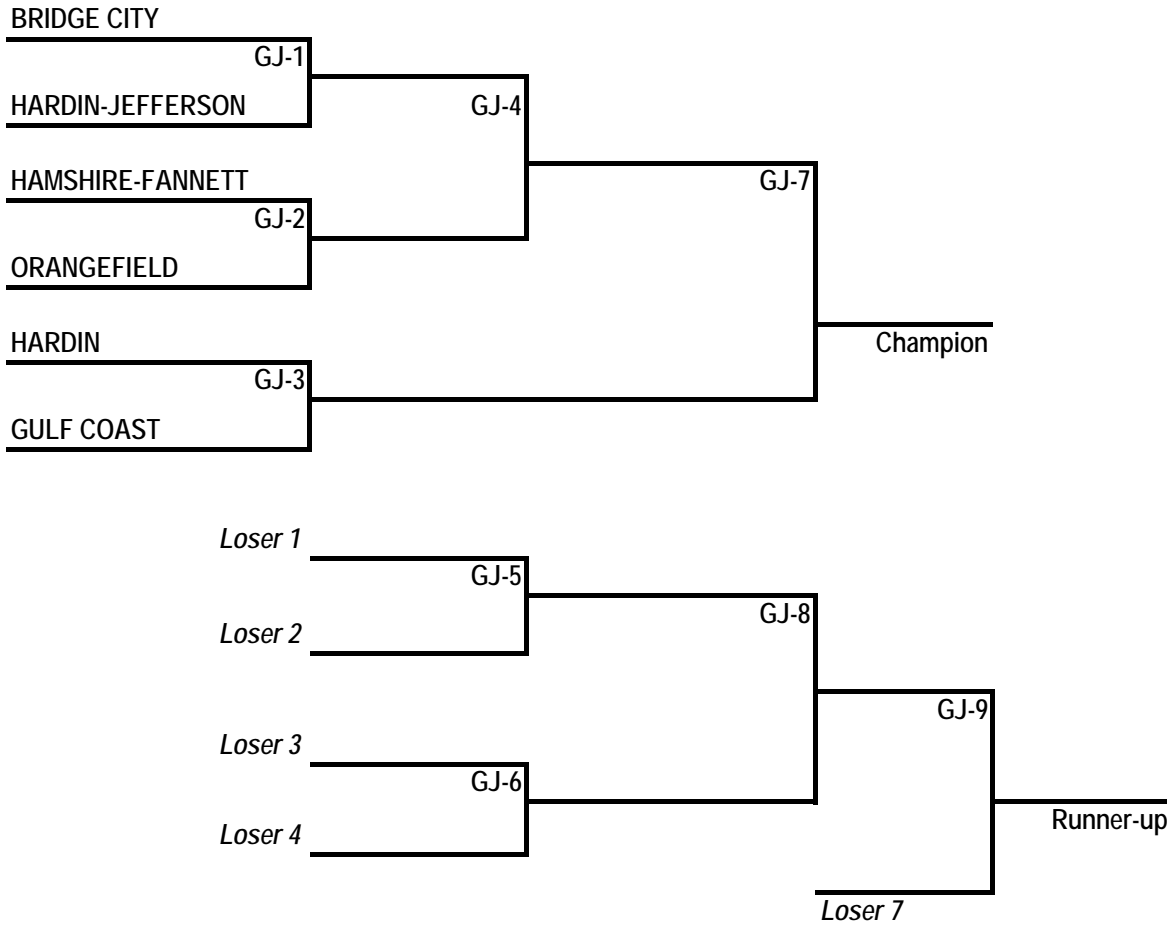 BRIDGE CITY
GJ-1
HARDIN-JEFFERSON
GJ-4
HAMSHIRE-FANNETT
GJ-7
GJ-2
ORANGEFIELD
HARDIN
Champion
GJ-3
GULF COAST
Loser 1
GJ-5
GJ-8
Loser 2
GJ-9
Loser 3
GJ-6
Runner-up
Loser 4
Loser 7